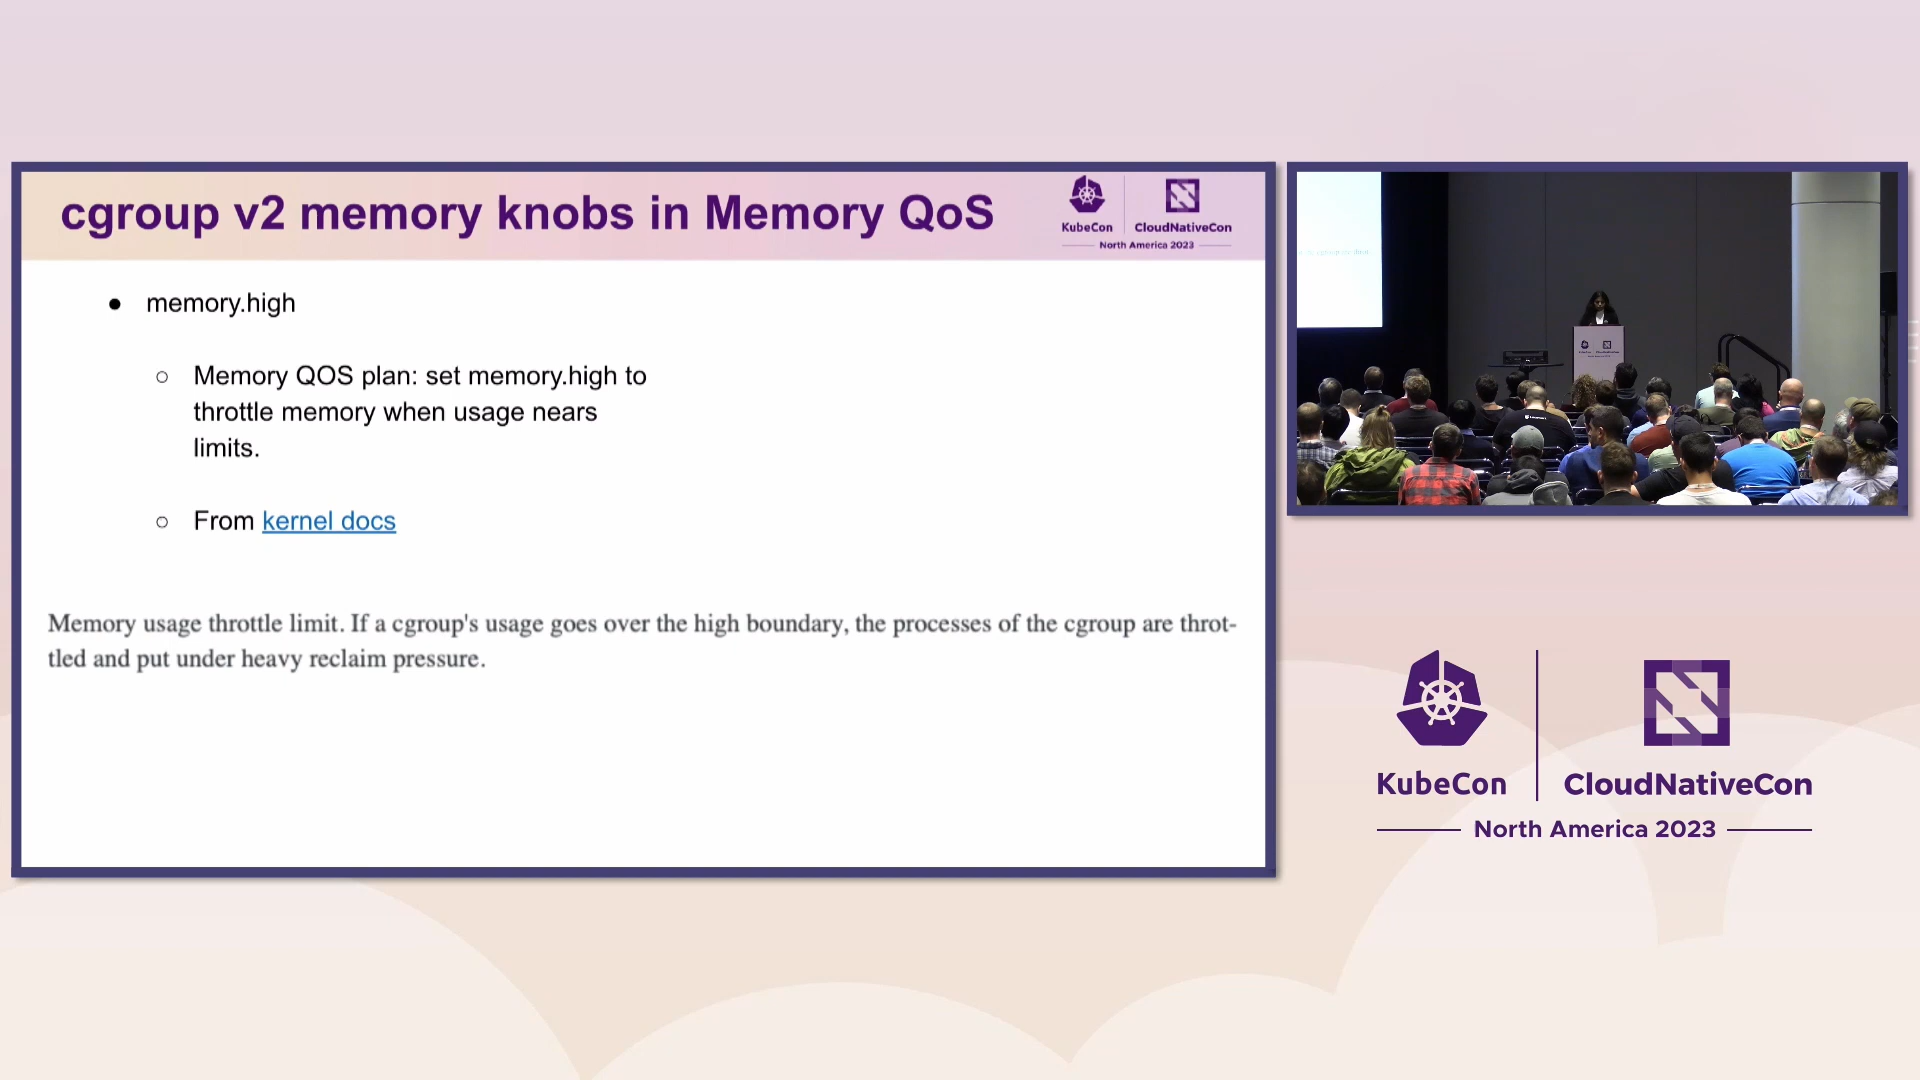 cgroup v2 memory knobs in Memory QoS
KubeCon
CloudNativeCon
North America 2023
● memory.high
○ Memory QOS plan: set memory.high to
throttle memory when usage nears
limits.
○ From kernel docs
Memory usage throttle limit. If a cgroup's usage goes over the high boundary, the processes of the cgroup are throt-
tled and put under heavy reclaim pressure.
KubeCon
CloudNativeCon
North America 2023